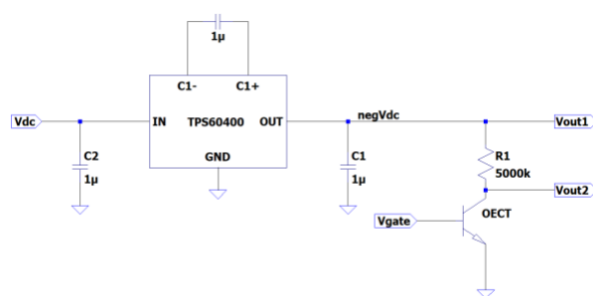 1µ
C1- C1+
Vdc IN TPS60400 OUT negVdc Vout1
C2 GND C1 R1
1µ 1µ 5000k
Vout2
Vgate OECT